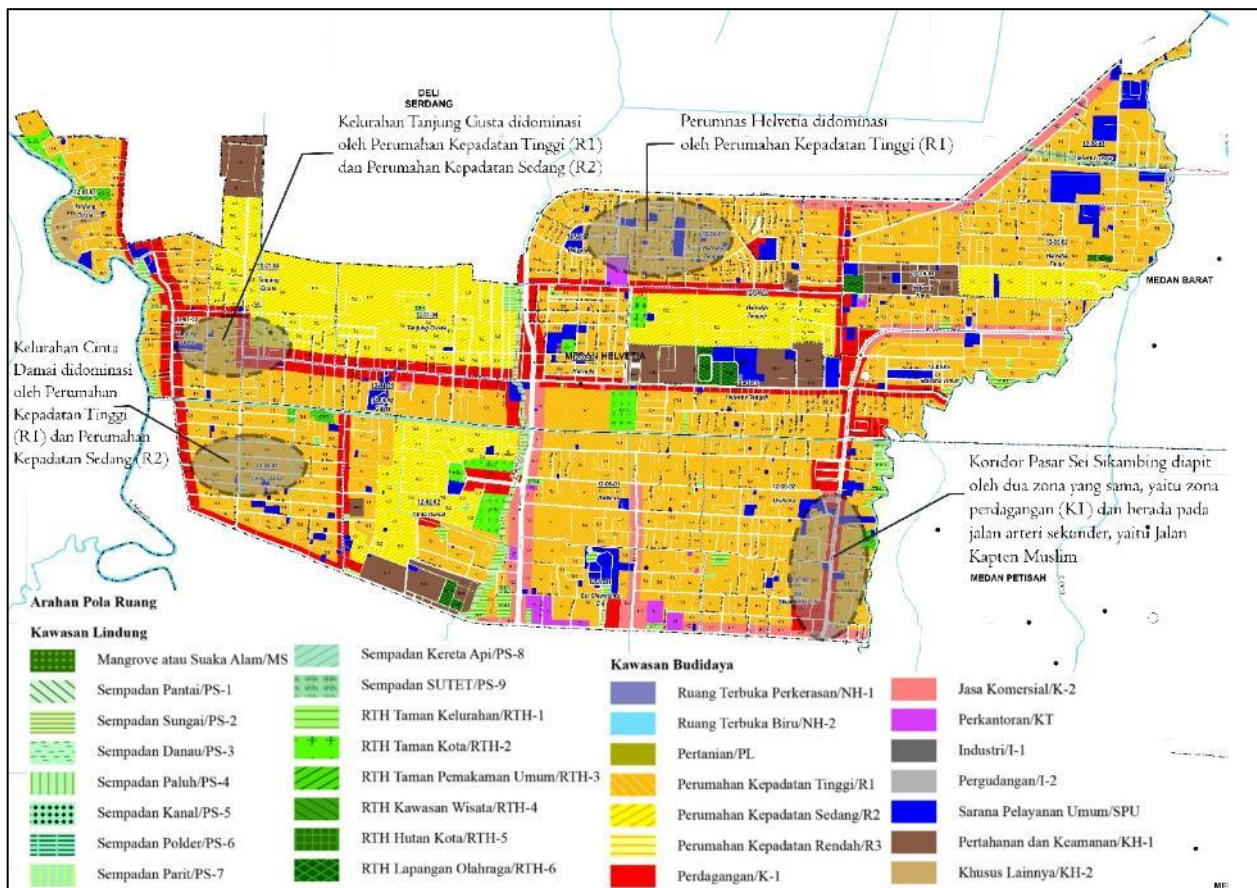 DELI
SERDANG
Kelurahan Tanjung Gusta didominasi
oleh Perumahan Kepadatan Tinggi (R1)
dan Perumahan Kepadatan Sedang (R2)
Perumnas Helvetia didominasi
oleh Perumahan Kepadatan Tinggi (R1)
MEDAN BARAT
Kelurahan Cinta
Damai didominasi
oleh Perumahan
Kepadatan Tinggi
(R1) dan Perumahan
Kepadatan Sedang (R2)
MEDAN HELVETIA
Koridor Pasar Sei Sikambing diapit
oleh dua zona yang sama, yaitu zona
perdagangan (K1) dan berada pada
jalan arteri sekunder, yaitu Jalan
Kapten Muslim
MEDAN PETISAH
Arahan Pola Ruang
Kawasan Lindung
Mangrove atau Suaka Alam/MS
Sempadan Pantai/PS-1
Sempadan Sungai/PS-2
Sempadan Danau/PS-3
Sempadan Paluh/PS-4
Sempadan Kanal/PS-5
Sempadan Polder/PS-6
Sempadan Parit/PS-7
Sempadan Kereta Api/PS-8
Sempadan SUTET/PS-9
RTH Taman Kelurahan/RTH-1
RTH Taman Kota/RTH-2
RTH Taman Pemakaman Umum/RTH-3
RTH Kawasan Wisata/RTH-4
RTH Hutan Kota/RTH-5
RTH Lapangan Olahraga/RTH-6
Kawasan Budidaya
Ruang Terbuka Perkerasan/NH-1
Ruang Terbuka Biru/NH-2
Pertanian/PL
Perumahan Kepadatan Tinggi/R1
Perumahan Kepadatan Sedang/R2
Perumahan Kepadatan Rendah/R3
Perdagangan/K-1
Jasa Komersial/K-2
Perkantoran/KT
Industri/I-1
Pergudangan/I-2
Sarana Pelayanan Umum/SPU
Pertahanan dan Keamanan/KH-1
Khusus Lainnya/KH-2